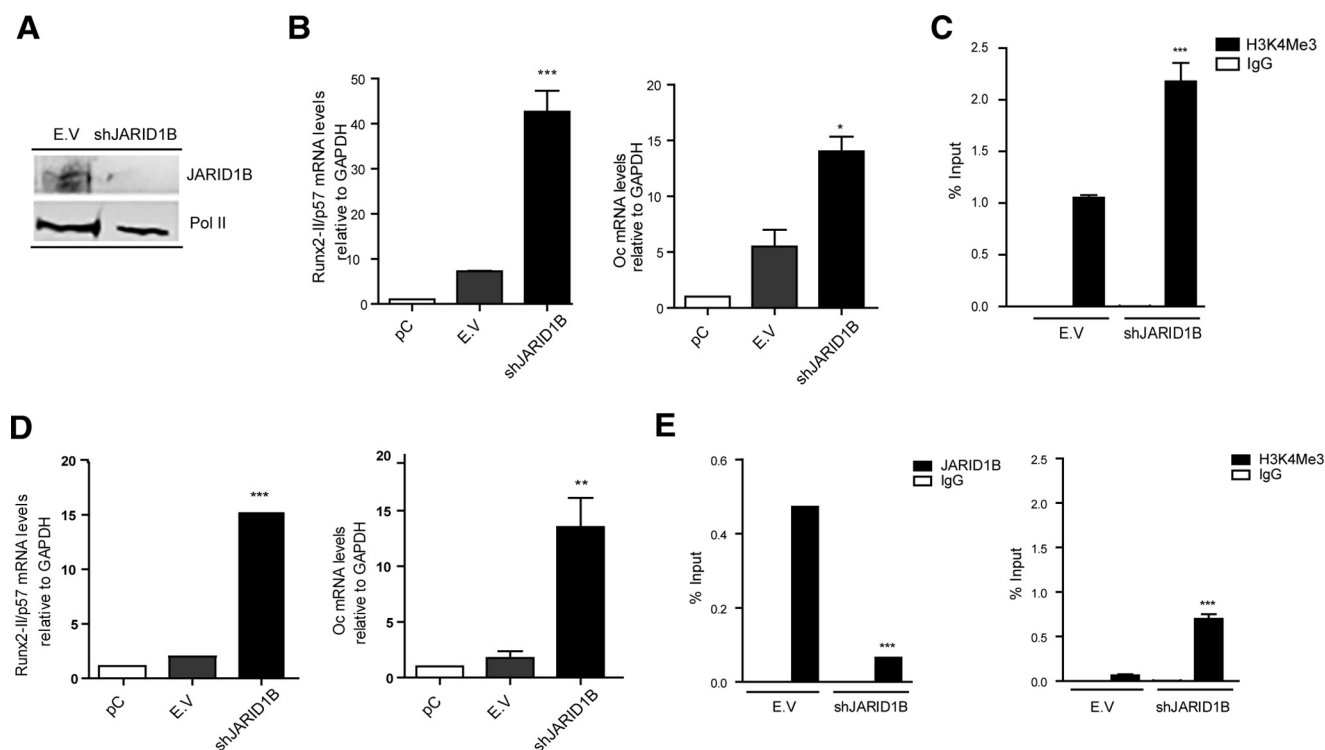 A
E.V shJARID1B
JARID1B
Pol II
B
Runx2-II/p57 mRNA levels
relative to GAPDH
50
40
30
20
10
0
***
pC
E.V
shJARID1B
Oc mRNA levels
relative to GAPDH
20
15
10
5
0
*
pC
E.V
shJARID1B
C
% Input
2.5
2.0
1.5
1.0
0.5
0.0
***
H3K4Me3
IgG
E.V
shJARID1B
D
Runx2-II/p57 mRNA levels
relative to GAPDH
20
15
10
5
0
***
pC
E.V
shJARID1B
Oc mRNA levels
relative to GAPDH
20
15
10
5
0
**
pC
E.V
shJARID1B
E
% Input
0.6
0.4
0.2
0.0
***
JARID1B
IgG
E.V
shJARID1B
% Input
2.5
2.0
1.5
1.0
0.5
0.0
***
H3K4Me3
IgG
E.V
shJARID1B